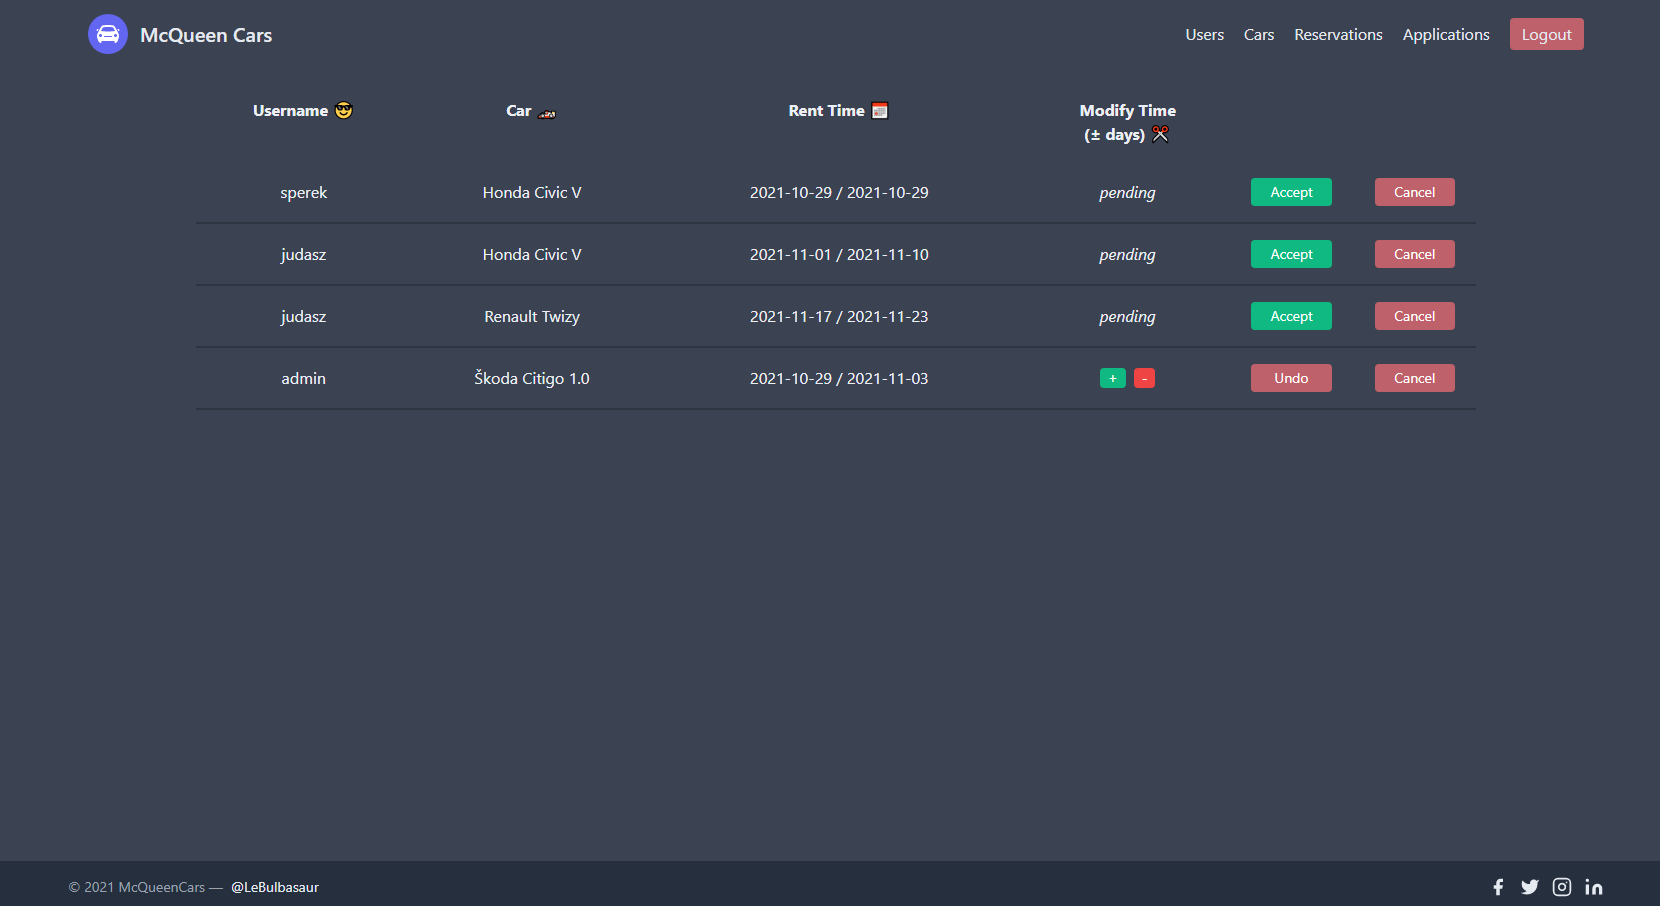 McQueen Cars
Users Cars Reservations Applications Logout
Username Car Rent Time Modify Time
(± days)
sperek Honda Civic V 2021-10-29 / 2021-10-29 pending Accept Cancel
judasz Honda Civic V 2021-11-01 / 2021-11-10 pending Accept Cancel
judasz Renault Twizy 2021-11-17 / 2021-11-23 pending Accept Cancel
admin Škoda Citigo 1.0 2021-10-29 / 2021-11-03 + - Undo Cancel
© 2021 McQueenCars — @LeBulbasaur